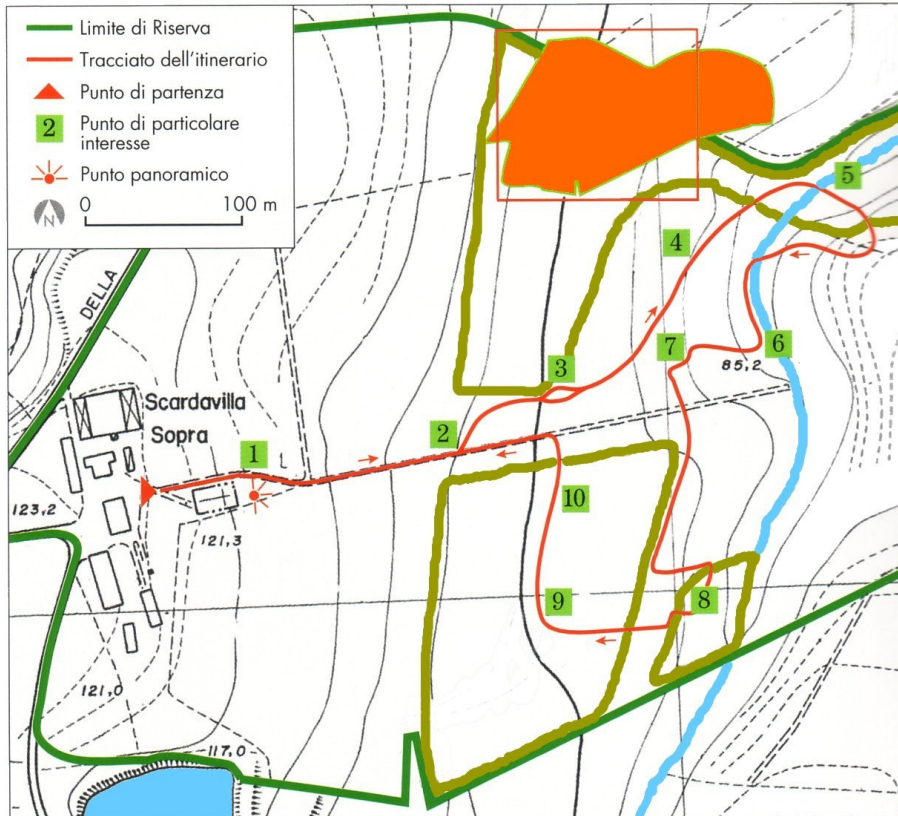 Limite di Riserva
Tracciato dell'itinerario
Punto di partenza
2
Punto di particolare
interesse
Punto panoramico
N
0
100 m
DELLA
5
4
3
7
6
85,2
Scardavilla
Sopra
2
1
10
123,2
121,3
9
8
121,0
117,0